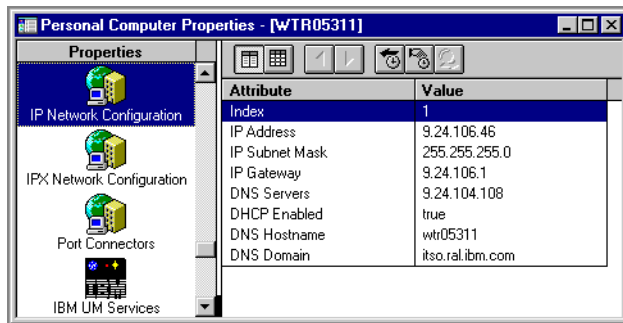 Personal Computer Properties - [WTR05311]
Properties
IP Network Configuration
IPX Network Configuration
Port Connectors
IBM
IBM UM Services
Attribute Value
Index 1
IP Address 9.24.106.46
IP Subnet Mask 255.255.255.0
IP Gateway 9.24.106.1
DNS Servers 9.24.104.108
DHCP Enabled true
DNS Hostname wtr05311
DNS Domain itso.ral.ibm.com